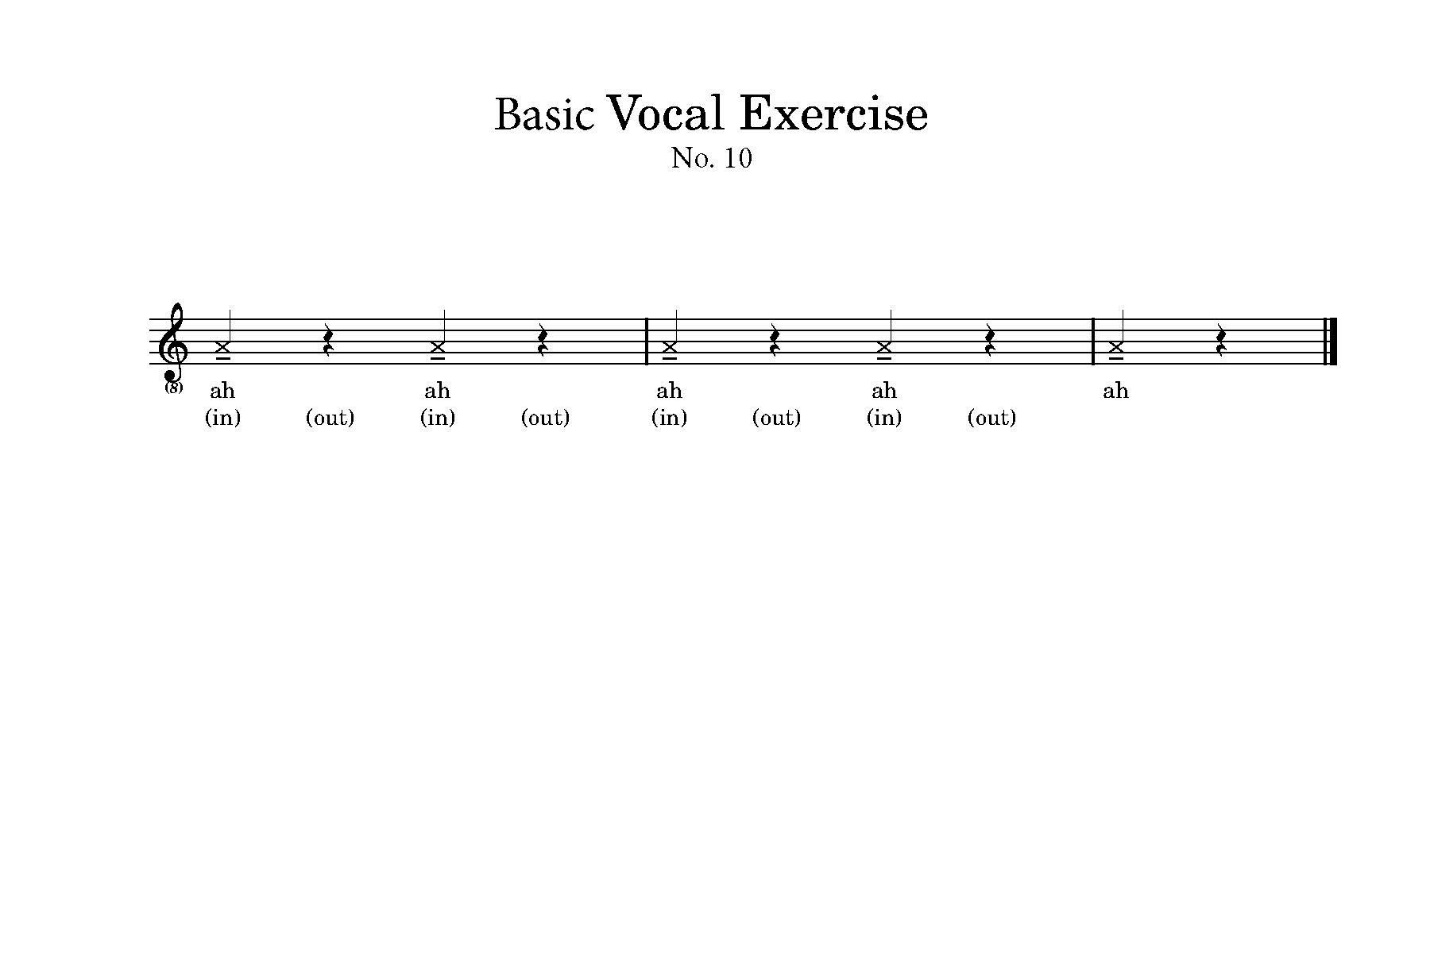 Basic Vocal Exercise
No. 10
(8)
ah ah ah ah ah
(in) (out) (in) (out) (in) (out) (in) (out)